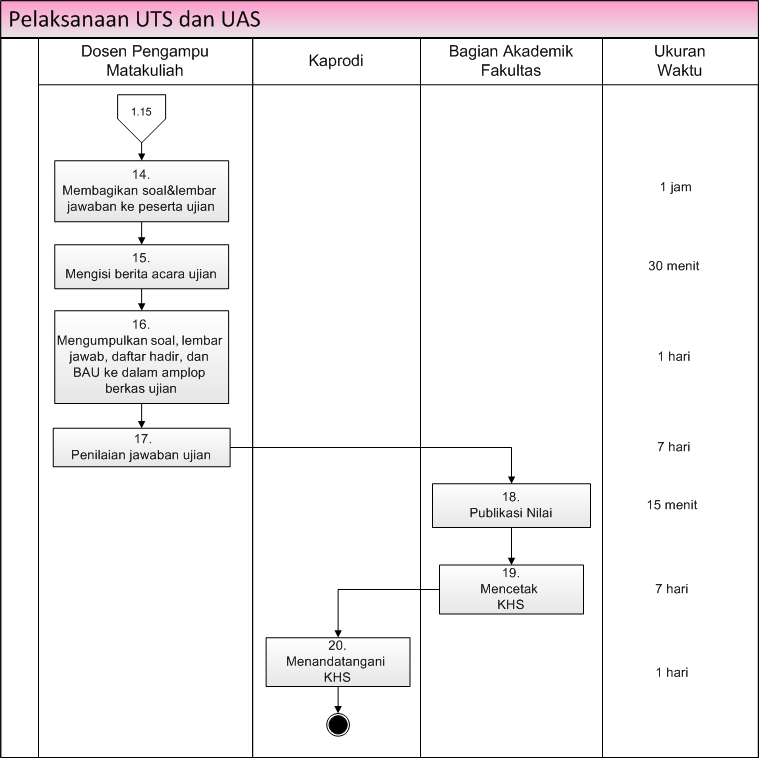 Pelaksanaan UTS dan UAS
Dosen Pengampu
Matakuliah
Kaprodi
Bagian Akademik
Fakultas
Ukuran
Waktu
1.15
14.
Membagikan soal&lembar
jawaban ke peserta ujian
1 jam
15.
Mengisi berita acara ujian
30 menit
16.
Mengumpulkan soal, lembar
jawab, daftar hadir, dan
BAU ke dalam amplop
berkas ujian
1 hari
17.
Penilaian jawaban ujian
7 hari
18.
Publikasi Nilai
15 menit
19.
Mencetak
KHS
7 hari
20.
Menandatangani
KHS
1 hari